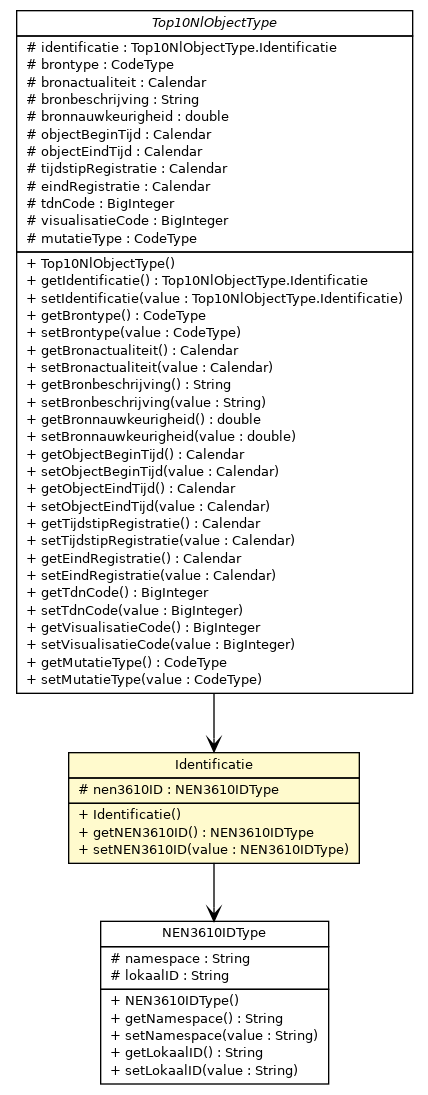 Top10NlObjectType
# identificatie : Top10NlObjectType.Identificatie
# brontype : CodeType
# bronactualiteit : Calendar
# bronbeschrijving : String
# bronnauwkeurigheid : double
# objectBeginTijd : Calendar
# objectEindTijd : Calendar
# tijdstipRegistratie : Calendar
# eindRegistratie : Calendar
# tdnCode : BigInteger
# visualisatieCode : BigInteger
# mutatieType : CodeType
+ Top10NlObjectType()
+ getIdentificatie() : Top10NlObjectType.Identificatie
+ setIdentificatie(value : Top10NlObjectType.Identificatie)
+ getBrontype() : CodeType
+ setBrontype(value : CodeType)
+ getBronactualiteit() : Calendar
+ setBronactualiteit(value : Calendar)
+ getBronbeschrijving() : String
+ setBronbeschrijving(value : String)
+ getBronnauwkeurigheid() : double
+ setBronnauwkeurigheid(value : double)
+ getObjectBeginTijd() : Calendar
+ setObjectBeginTijd(value : Calendar)
+ getObjectEindTijd() : Calendar
+ setObjectEindTijd(value : Calendar)
+ getTijdstipRegistratie() : Calendar
+ setTijdstipRegistratie(value : Calendar)
+ getEindRegistratie() : Calendar
+ setEindRegistratie(value : Calendar)
+ getTdnCode() : BigInteger
+ setTdnCode(value : BigInteger)
+ getVisualisatieCode() : BigInteger
+ setVisualisatieCode(value : BigInteger)
+ getMutatieType() : CodeType
+ setMutatieType(value : CodeType)
Identificatie
# nen3610ID : NEN3610IDType
+ Identificatie()
+ getNEN3610ID() : NEN3610IDType
+ setNEN3610ID(value : NEN3610IDType)
NEN3610IDType
# namespace : String
# lokaalID : String
+ NEN3610IDType()
+ getNamespace() : String
+ setNamespace(value : String)
+ getLokaalID() : String
+ setLokaalID(value : String)